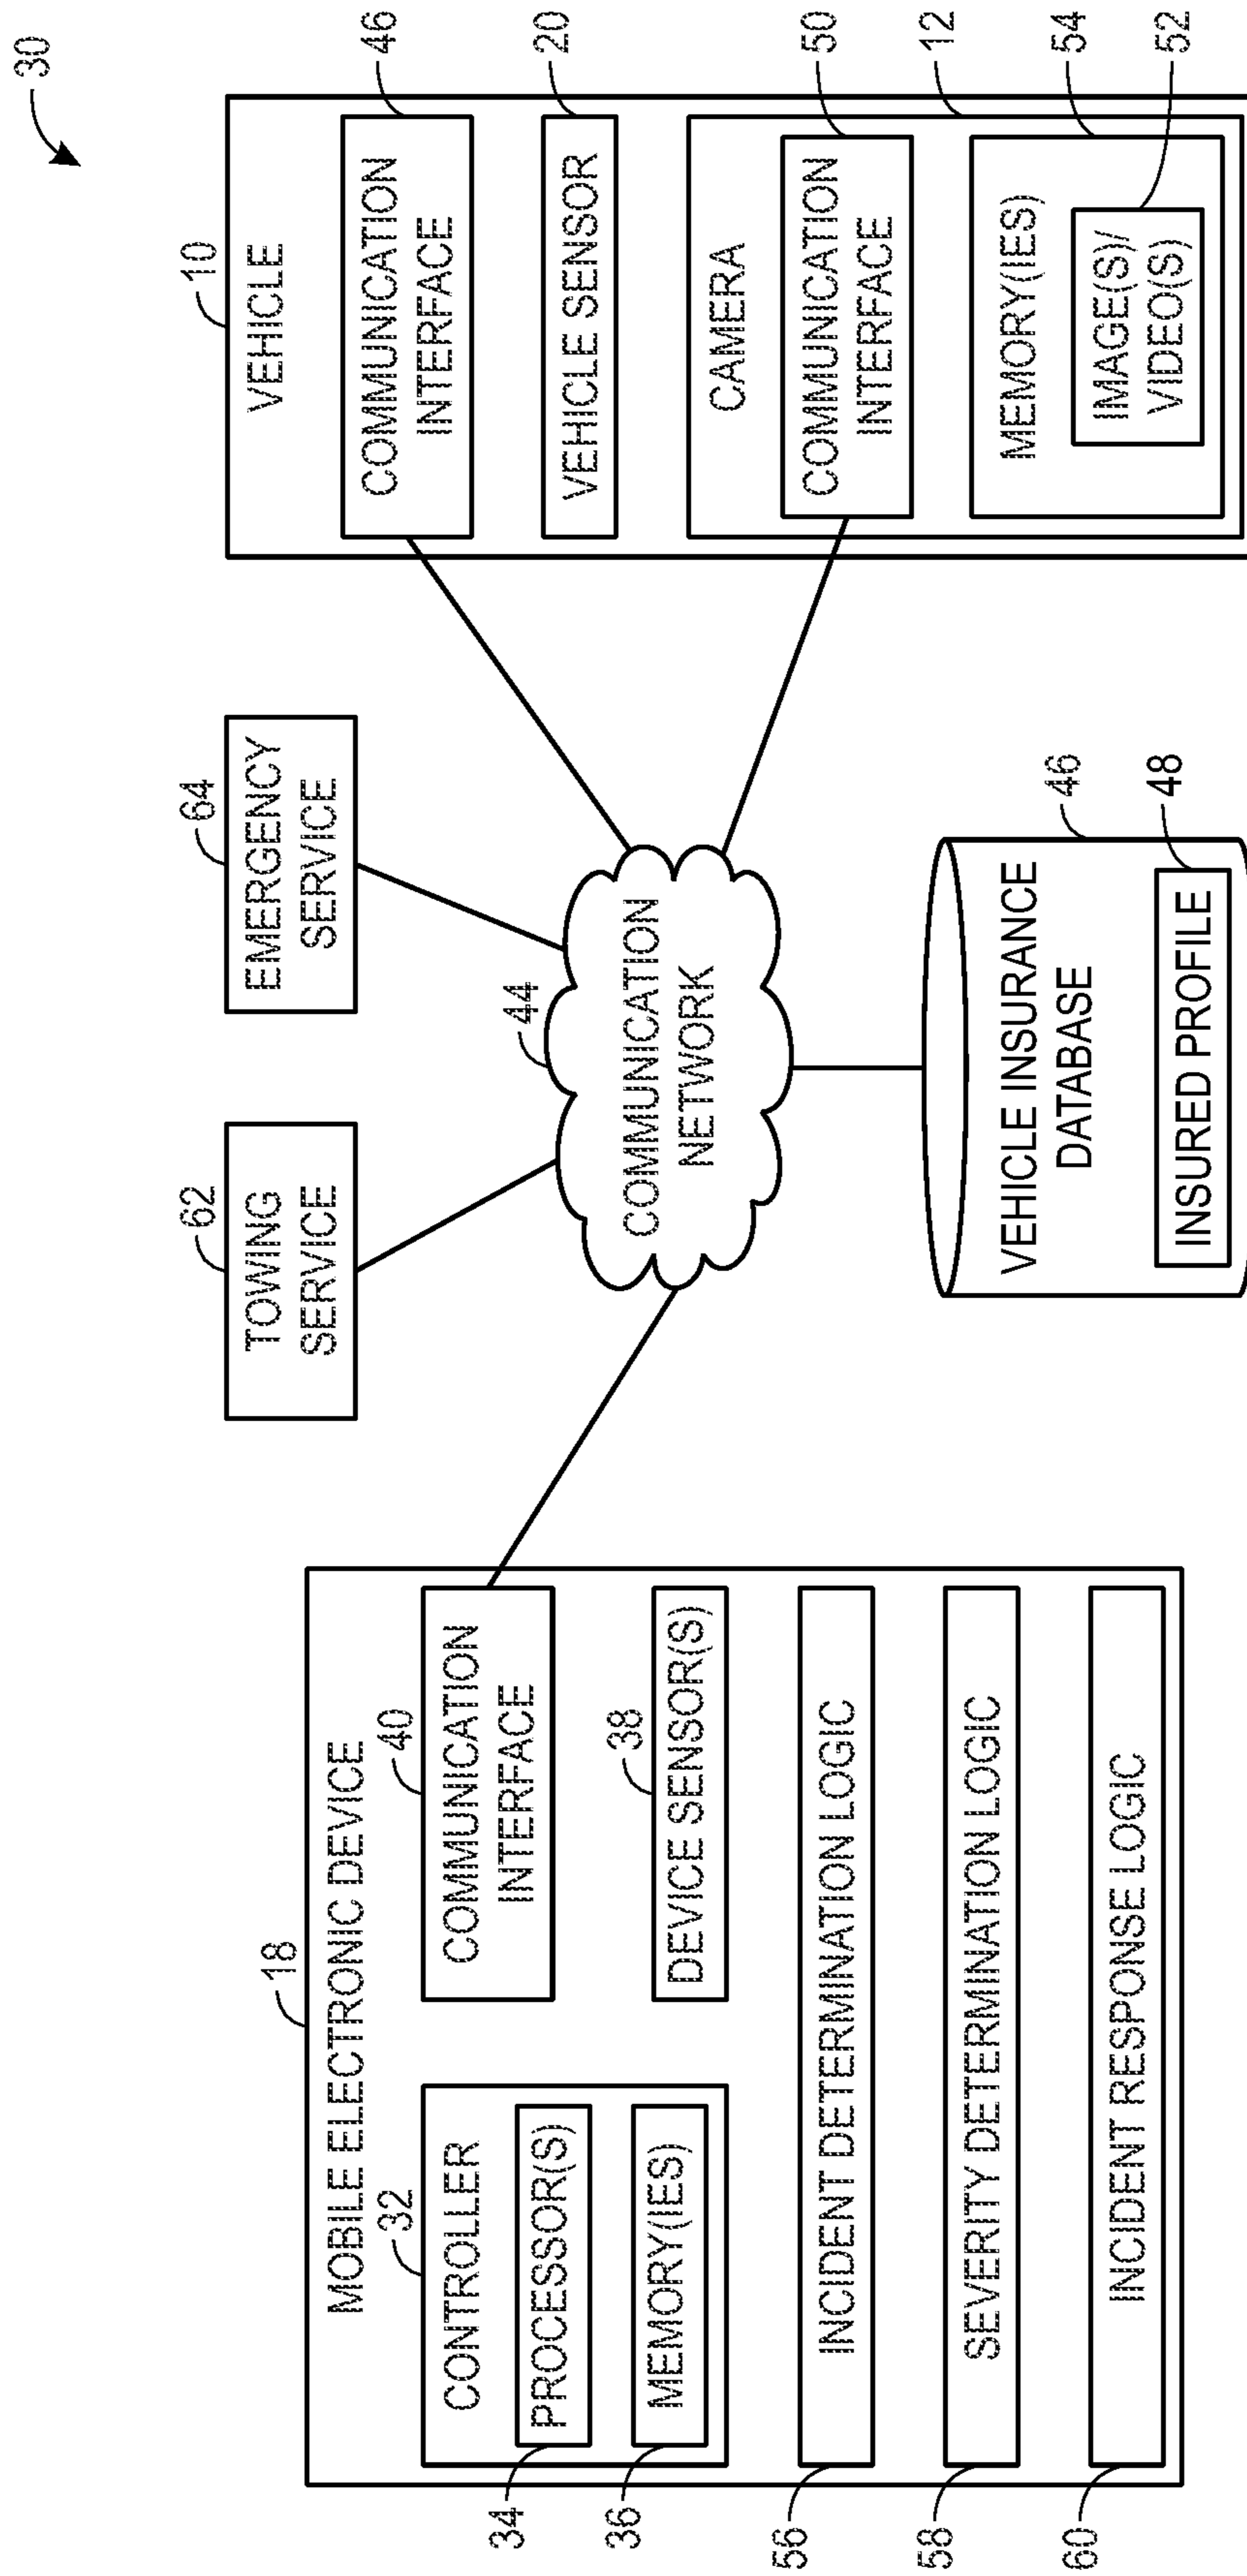 30
18
MOBILE ELECTRONIC DEVICE
32
CONTROLLER
34
PROCESSOR(S)
36
MEMORY(IES)
40
COMMUNICATION
INTERFACE
38
DEVICE SENSOR(S)
56
INCIDENT DETERMINATION LOGIC
58
SEVERITY DETERMINATION LOGIC
60
INCIDENT RESPONSE LOGIC
62
TOWING
SERVICE
64
EMERGENCY
SERVICE
44
COMMUNICATION
NETWORK
46
VEHICLE INSURANCE
DATABASE
48
INSURED PROFILE
10
VEHICLE
46
COMMUNICATION
INTERFACE
20
VEHICLE SENSOR
CAMERA
50
COMMUNICATION
INTERFACE
12
MEMORY(IES)
54
IMAGE(S)/
VIDEO(S)
52